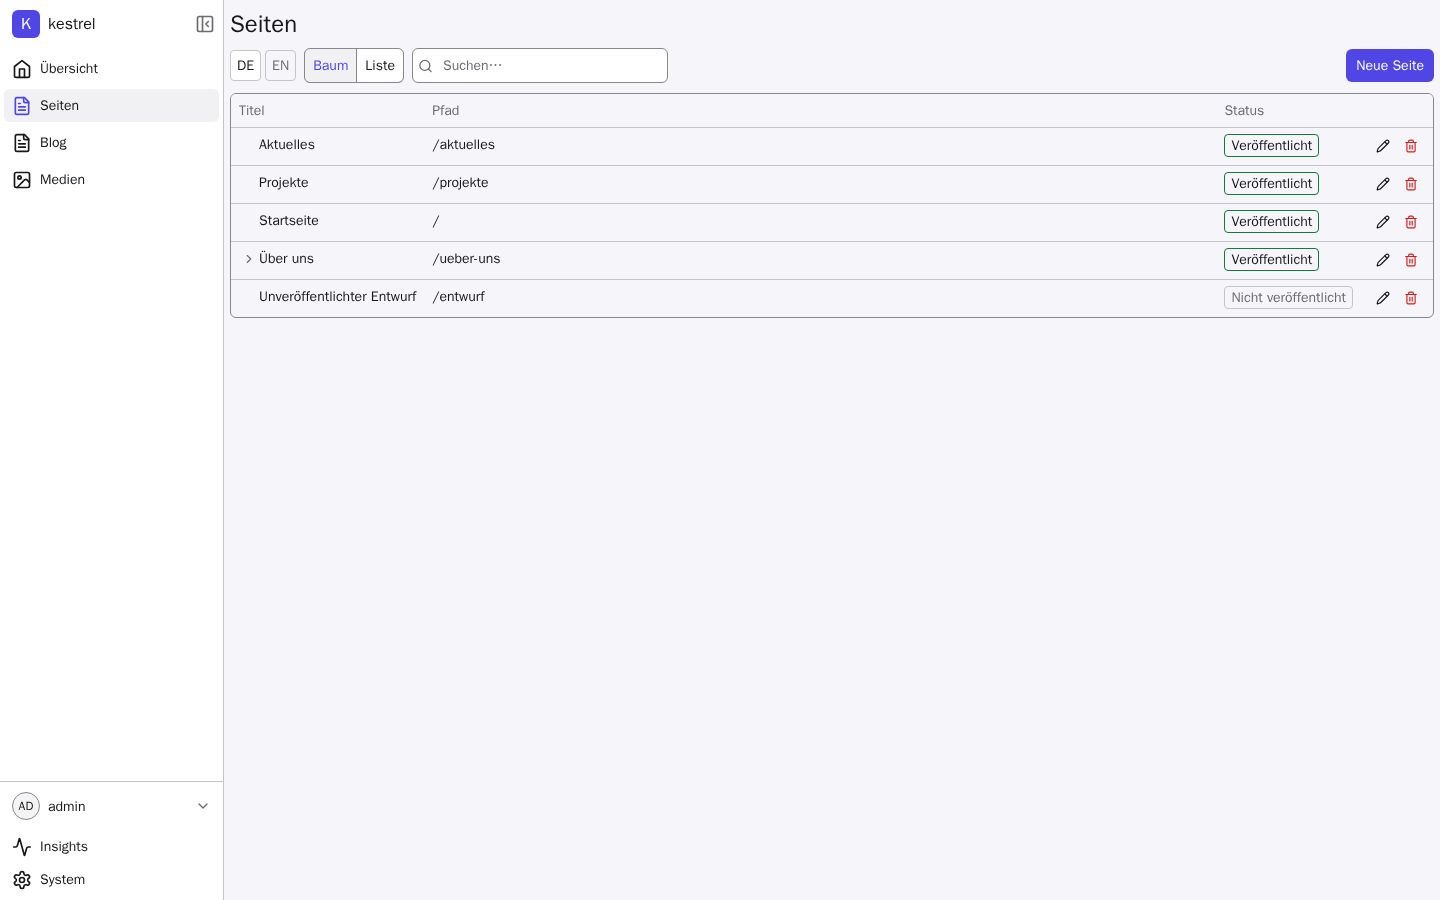 K kestrel
Übersicht
Seiten
Blog
Medien
AD admin
Insights
System
Seiten
DE EN Baum Liste Suchen··· Neue Seite
Titel Pfad Status
Aktuelles /aktuelles Veröffentlicht
Projekte /projekte Veröffentlicht
Startseite / Veröffentlicht
Über uns /ueber-uns Veröffentlicht
Unveröffentlichter Entwurf /entwurf Nicht veröffentlicht